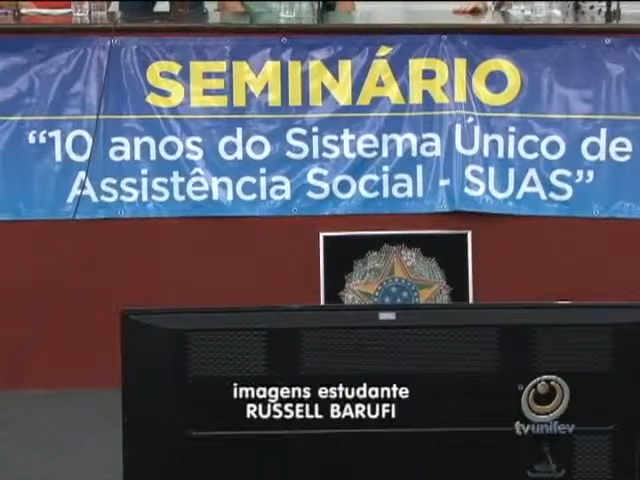 SEMINÁRIO
“10 anos do Sistema Único de
Assistência Social - SUAS”
imagens estudante
RUSSELL BARUFI
tvunifev